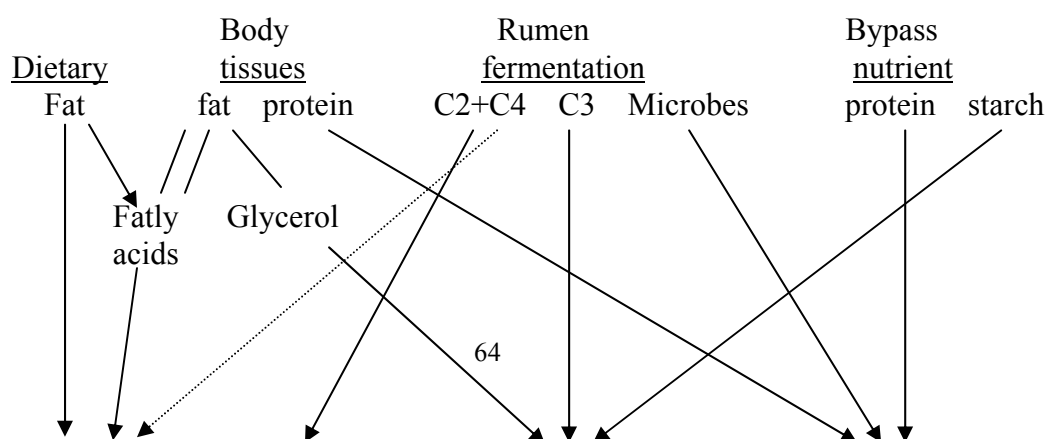 Body Rumen Bypass
Dietary tissues fermentation nutrient
Fat fat protein C2+C4 C3 Microbes protein starch
Fatly Glycerol
acids
64